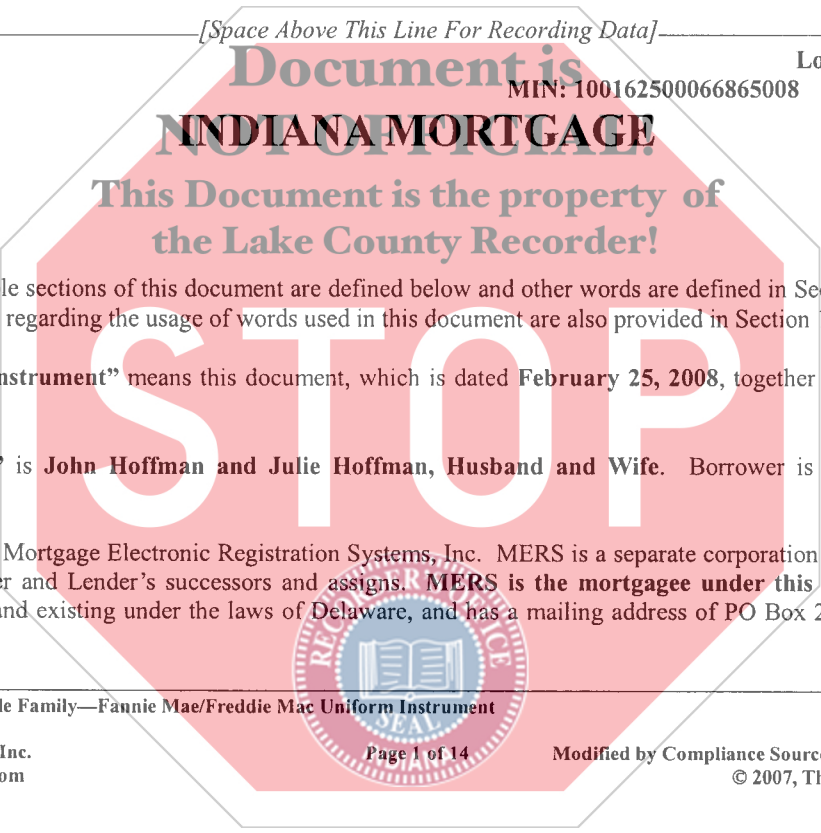 [Space Above This Line For Recording Data]
Document is
Lo
MIN: 100162500066865008
NOT OFFICIAL!
INDIANA MORTGAGE
This Document is the property of
the Lake County Recorder!
le sections of this document are defined below and other words are defined in Sec
regarding the usage of words used in this document are also provided in Section
nstrument” means this document, which is dated February 25, 2008, together
” is John Hoffman and Julie Hoffman, Husband and Wife. Borrower is
STOP
Mortgage Electronic Registration Systems, Inc. MERS is a separate corporation
er and Lender’s successors and assigns. MERS is the mortgagee under this
and existing under the laws of Delaware, and has a mailing address of PO Box 2
RECORDER OFFICE
SEAL
INDIANA
le Family—Fannie Mae/Freddie Mac Uniform Instrument
Inc.
Page 1 of 14
Modified by Compliance Source
om
© 2007, Th